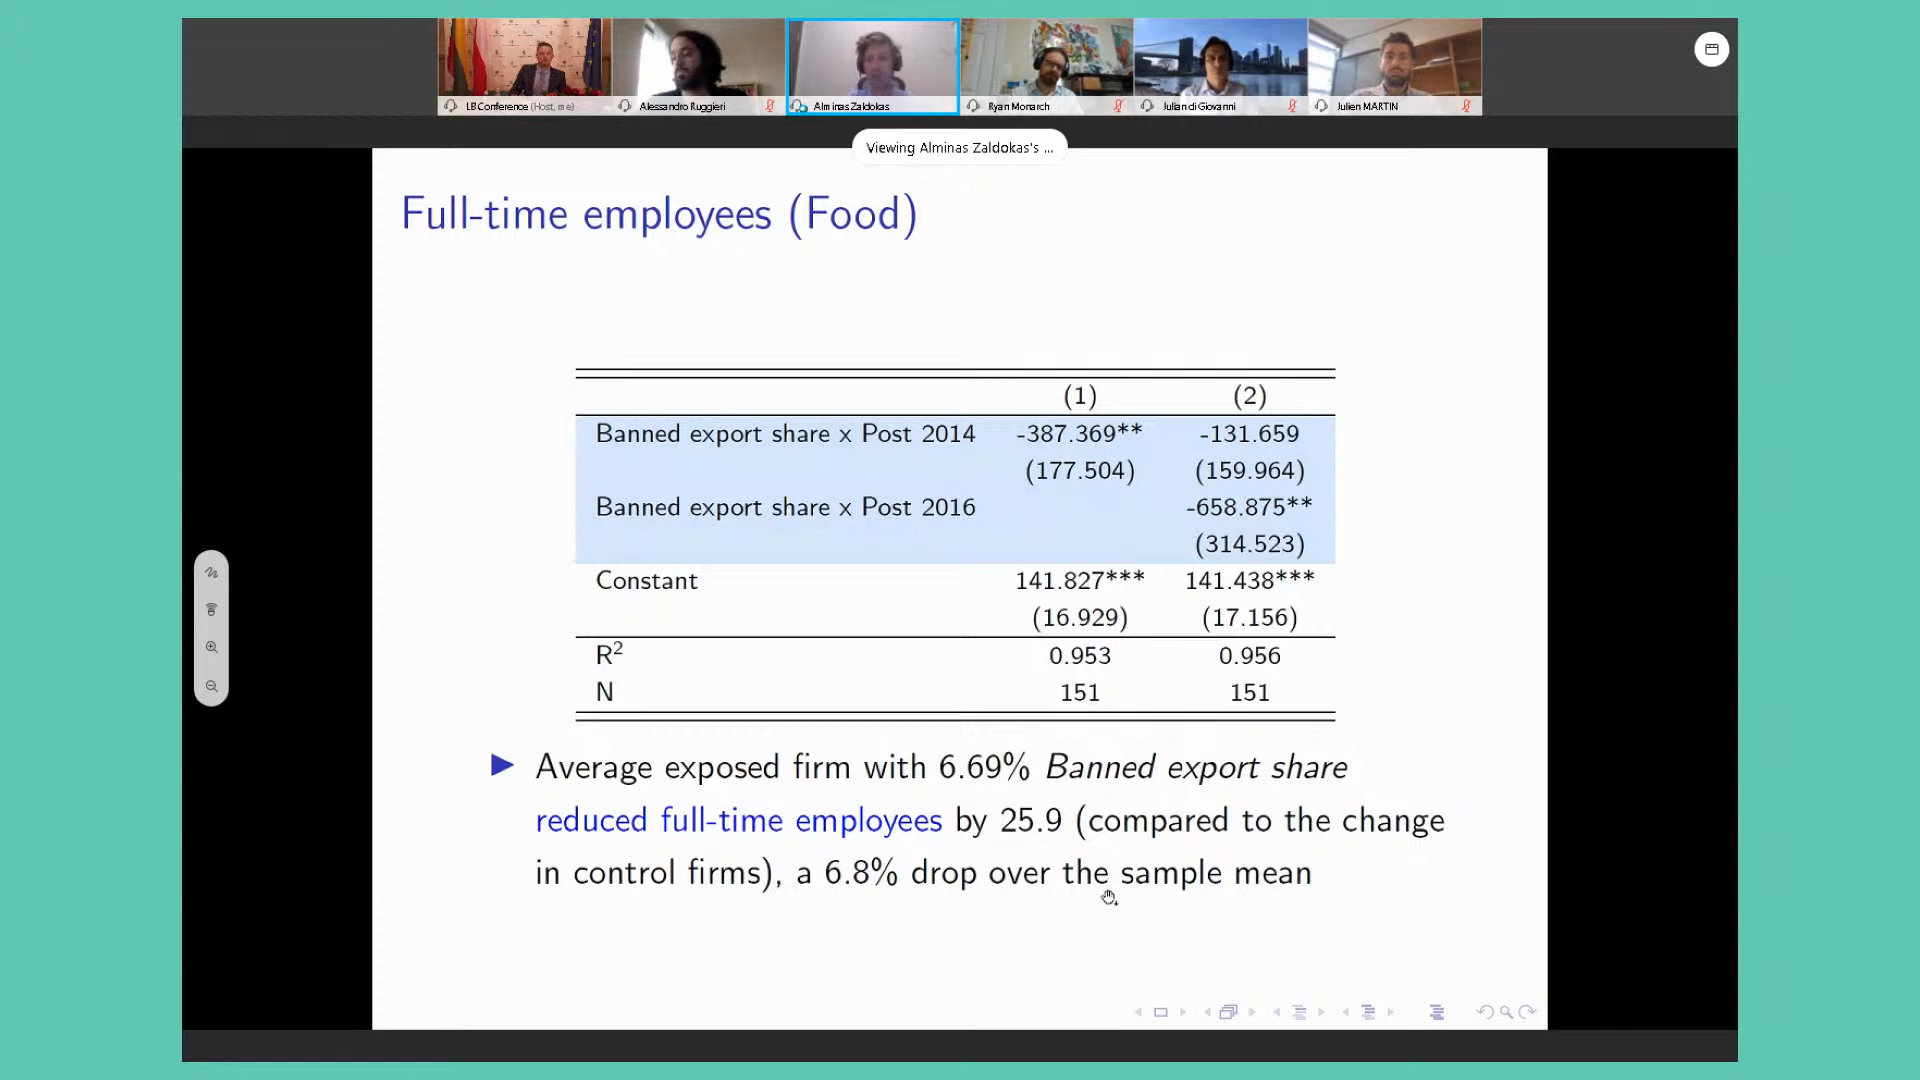 LB Conference (Host, me)
Alessandro Ruggieri
Alminas Zaldokas
Ryan Monarch
Julian di Giovanni
Julien MARTIN
Viewing Alminas Zaldokas's ...
Full-time employees (Food)
(1) (2)
Banned export share x Post 2014 -387.369** -131.659
(177.504) (159.964)
Banned export share x Post 2016 -658.875**
(314.523)
Constant 141.827*** 141.438***
(16.929) (17.156)
R² 0.953 0.956
N 151 151
Average exposed firm with 6.69% Banned export share
reduced full-time employees by 25.9 (compared to the change
in control firms), a 6.8% drop over the sample mean